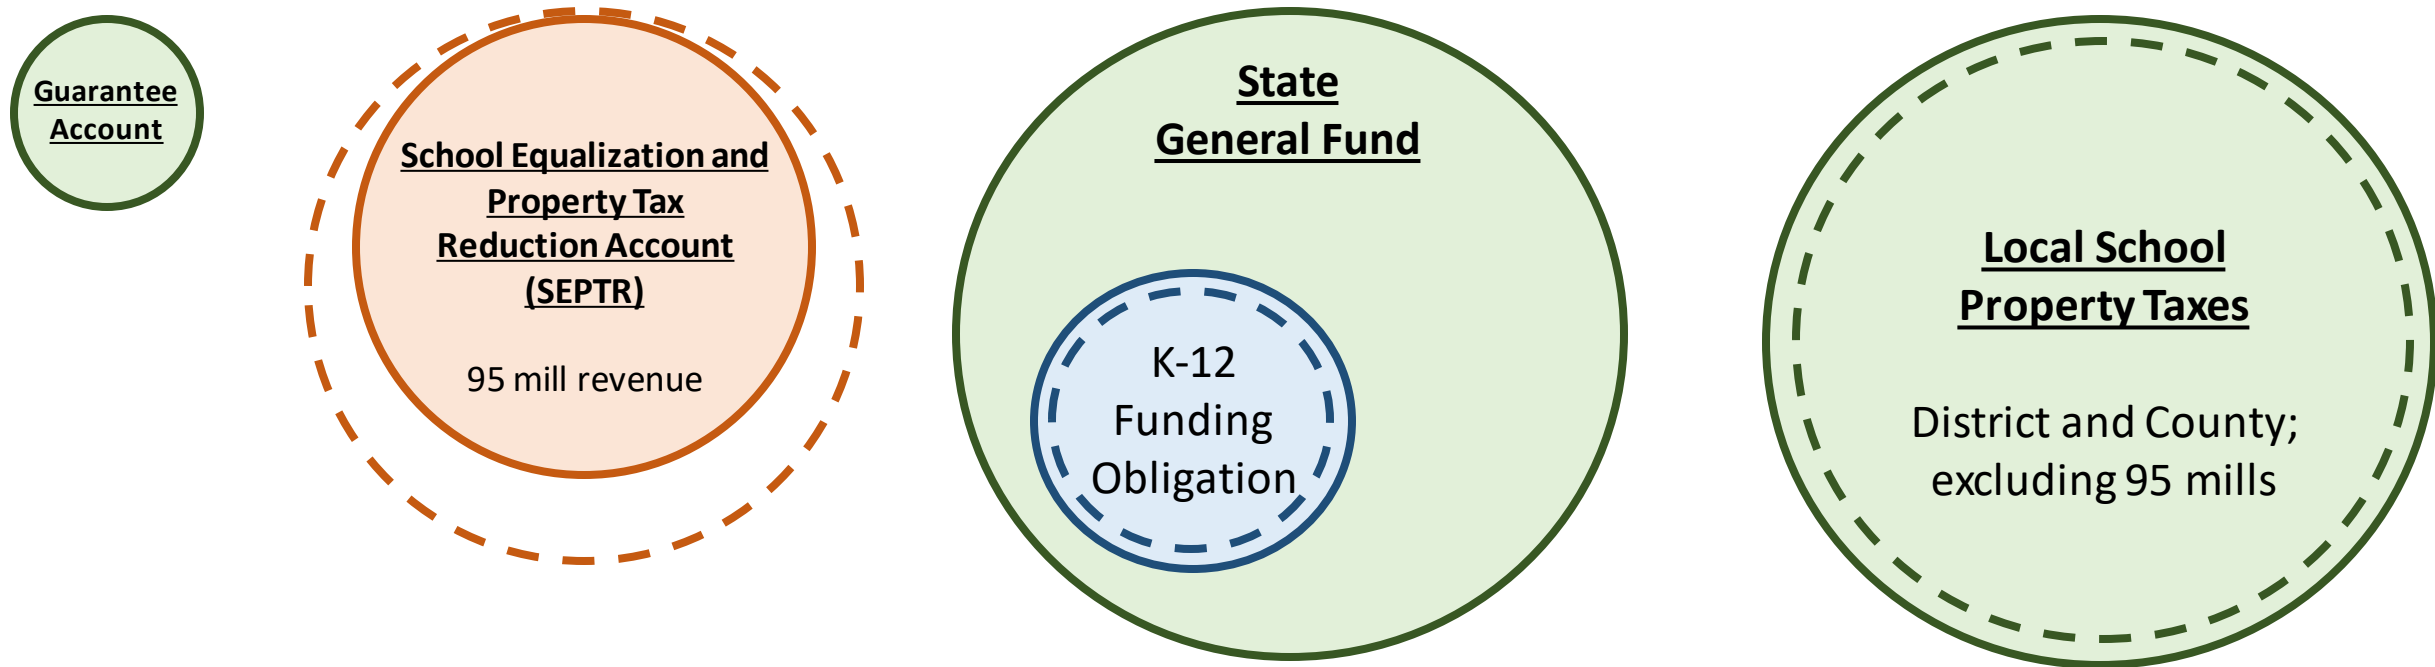 Guarantee
Account
School Equalization and
Property Tax
Reduction Account
(SEPTR)
95 mill revenue
State
General Fund
K-12
Funding
Obligation
Local School
Property Taxes
District and County;
excluding 95 mills